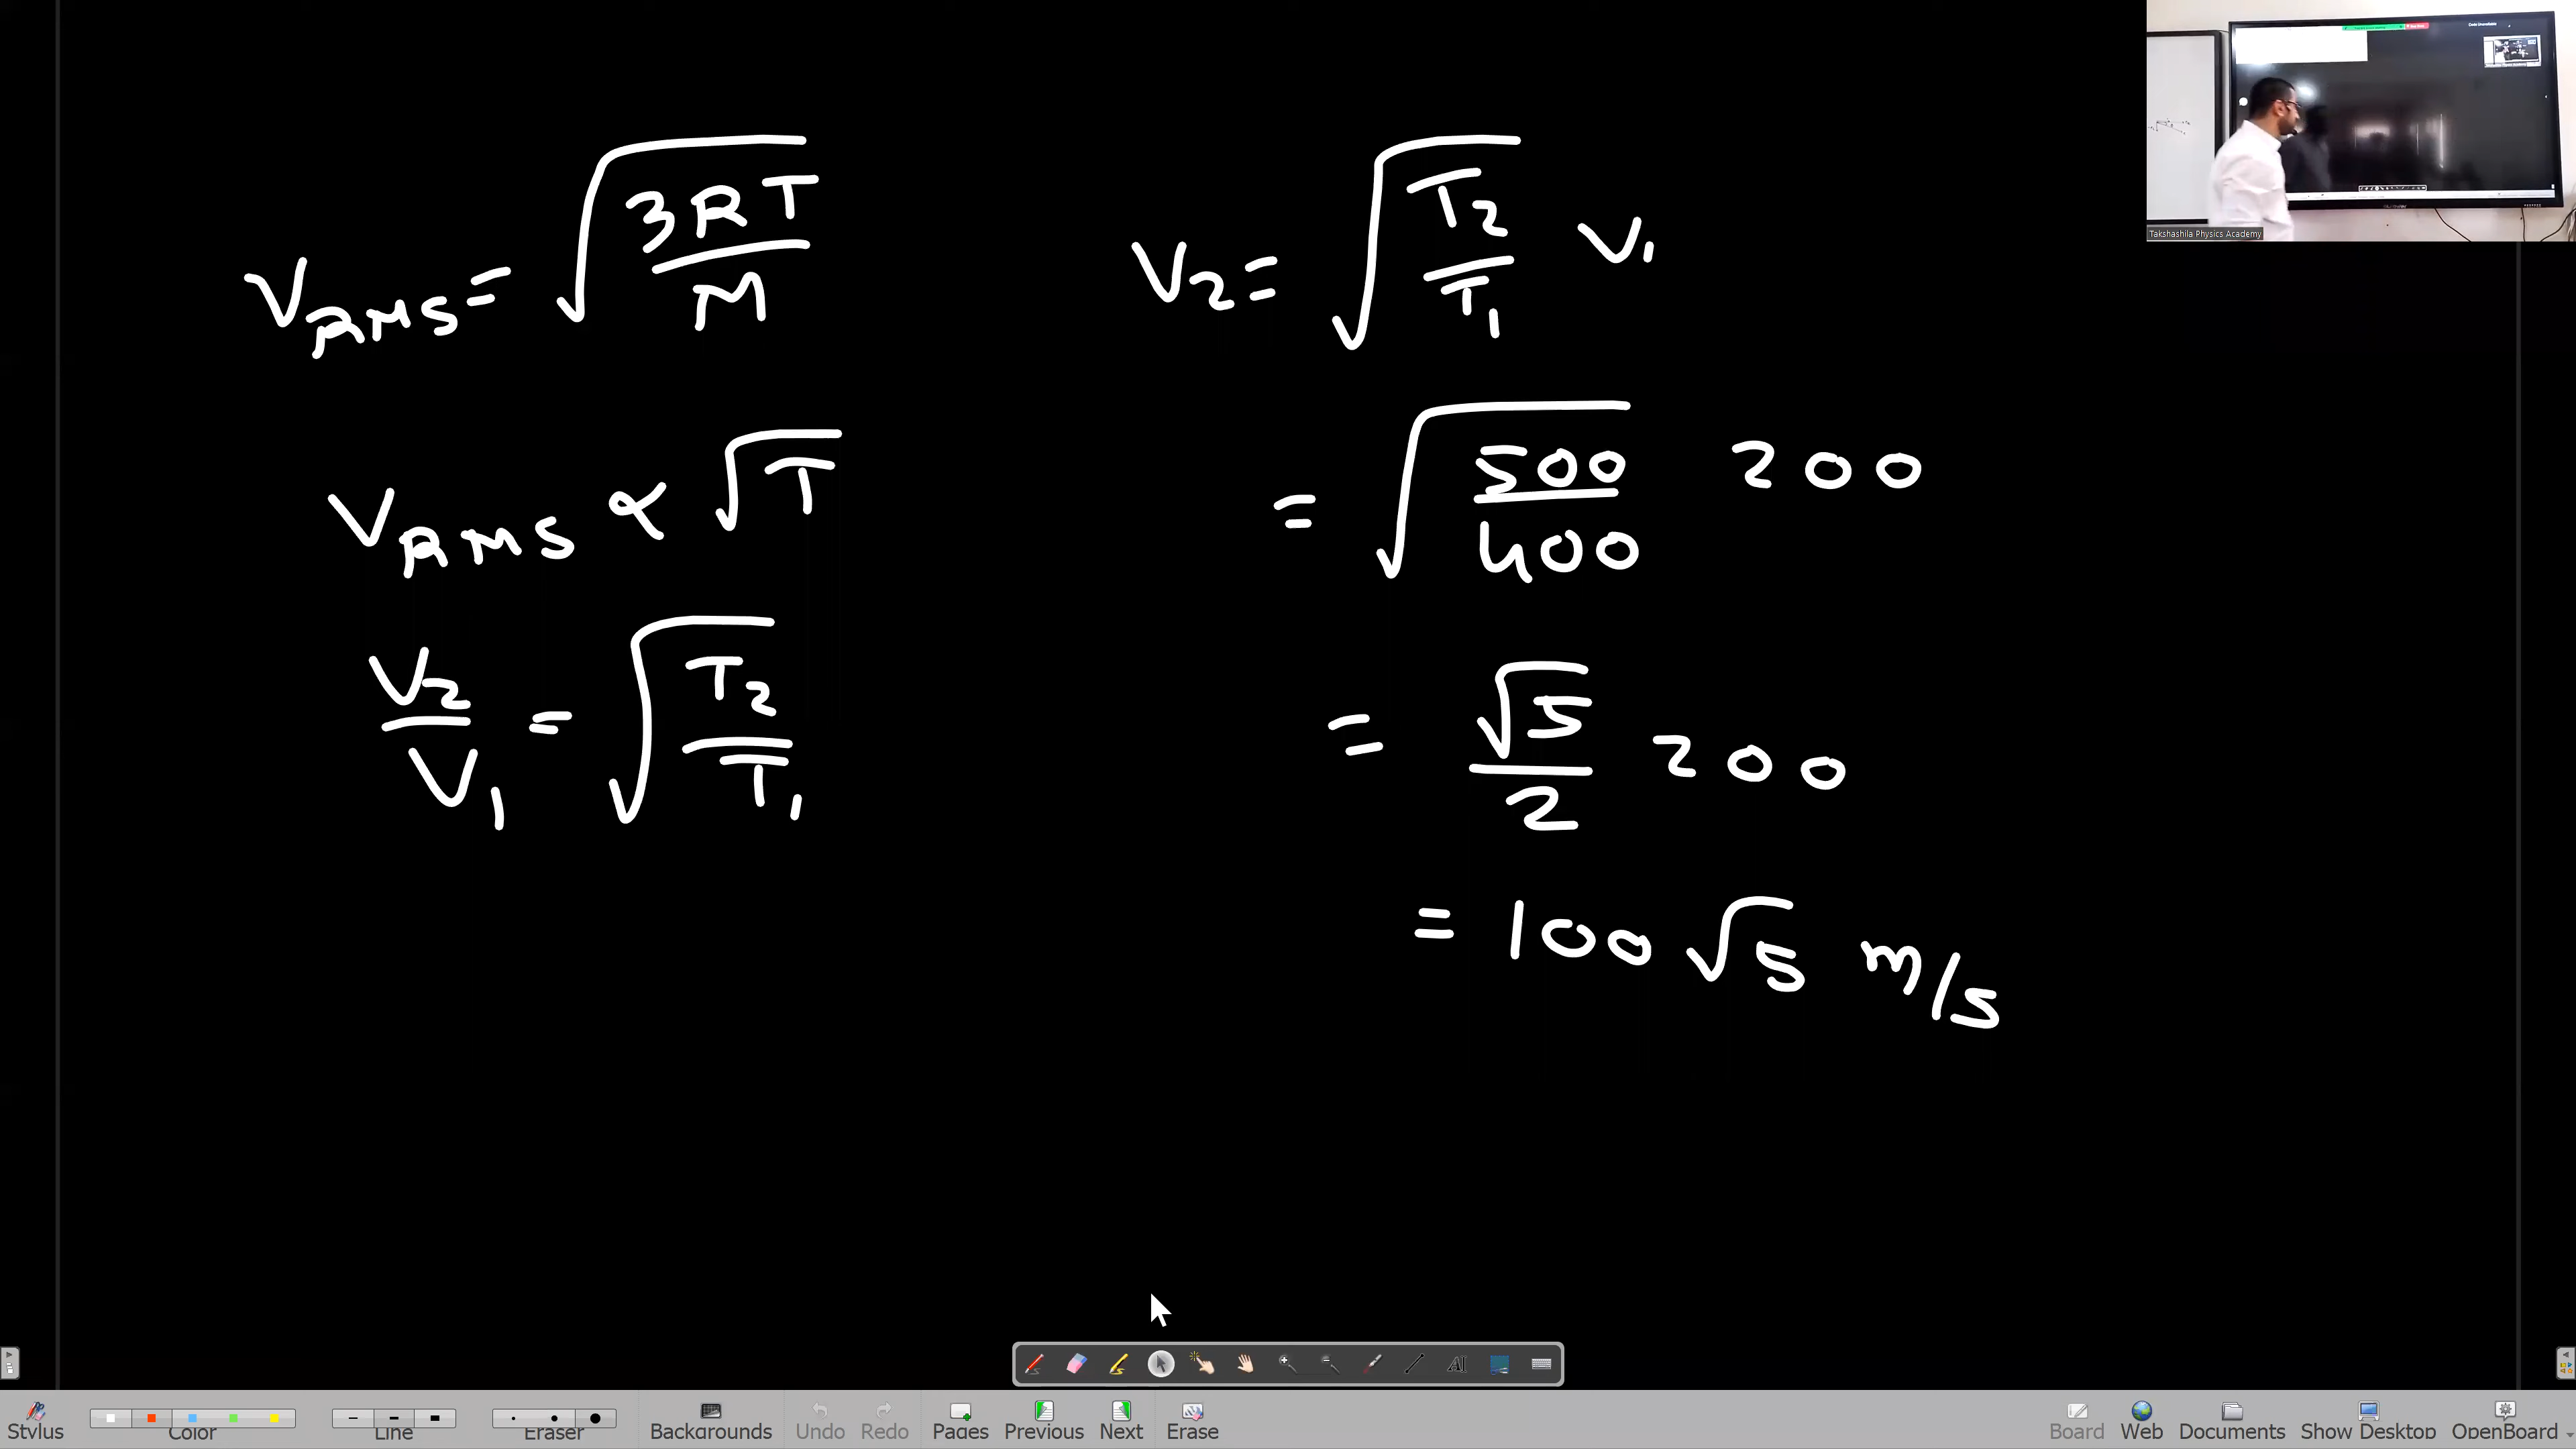 V_RMS = √(3RT/M)
V_RMS ∝ √T
V₂/V₁ = √(T₂/T₁)
V₂ = √(T₂/T₁) V₁
= √(500/400) 200
= √5/2 200
= 100 √5 m/s
Takshashila Physics Academy
Stylus
Color
Line
Eraser
Backgrounds
Undo
Redo
Pages
Previous
Next
Erase
Board
Web
Documents
Show Desktop
OpenBoard